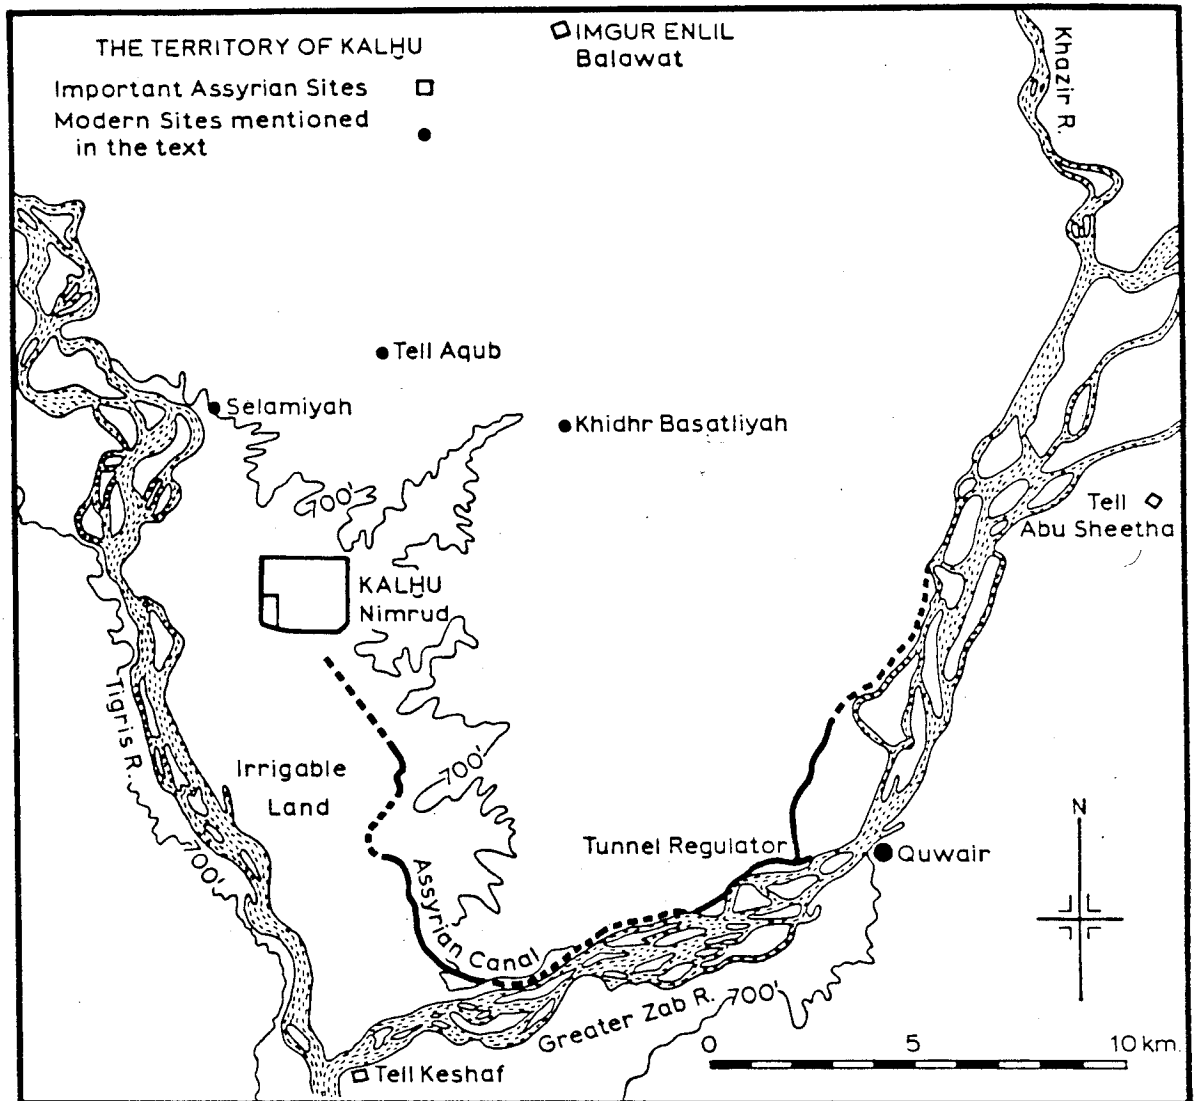 THE TERRITORY OF KALḪU
Important Assyrian Sites
Modern Sites mentioned
in the text
IMGUR ENLIL
Balawat
Khazir R.
Tell Aqub
Selamiyah
Khidhr Basatliyah
700'
Tell
Abu Sheetha
KALḪU
Nimrud
Tigris R.
700'
Irrigable
Land
700'
Tunnel Regulator
Quwair
N
Assyrian Canal
Greater Zab R.
700'
0 5 10 km.
Tell Keshaf